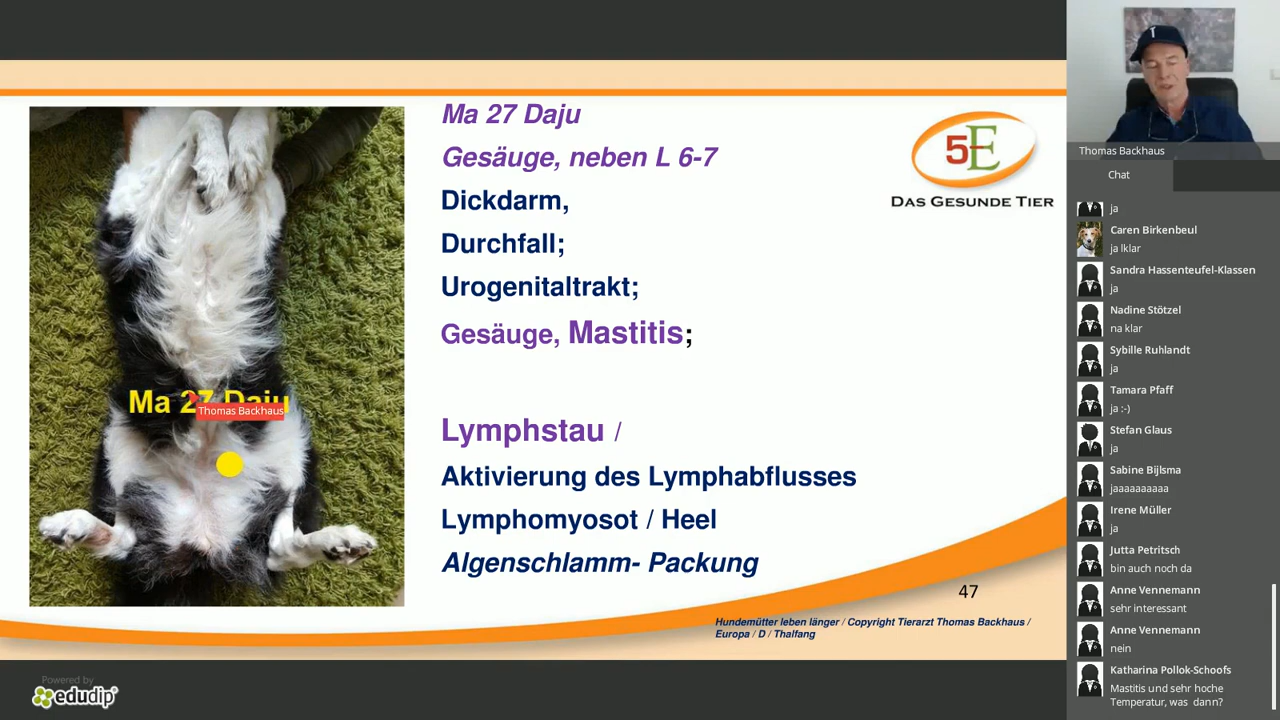 Ma 27 Daju
Gesäuge, neben L 6-7
Dickdarm,
Durchfall;
Urogenitaltrakt;
Gesäuge, Mastitis;
Lymphstau /
Aktivierung des Lymphabflusses
Lymphomyosot / Heel
Algenschlamm- Packung
5E
DAS GESUNDE TIER
Ma 27 Daju
Thomas Backhaus
47
Hundemütter leben länger / Copyright Tierarzt Thomas Backhaus /
Europa / D / Thalfang
Powered by
edudip
Thomas Backhaus
Chat
ja
Caren Birkenbeul
ja lklar
Sandra Hassenteufel-Klassen
ja
Nadine Stötzel
na klar
Sybille Ruhlandt
ja
Tamara Pfaff
ja :-)
Stefan Glaus
ja
Sabine Bijlsma
jaaaaaaaaaa
Irene Müller
ja
Jutta Petritsch
bin auch noch da
Anne Vennemann
sehr interessant
Anne Vennemann
nein
Katharina Pollok-Schoofs
Mastitis und sehr hoche
Temperatur, was dann?